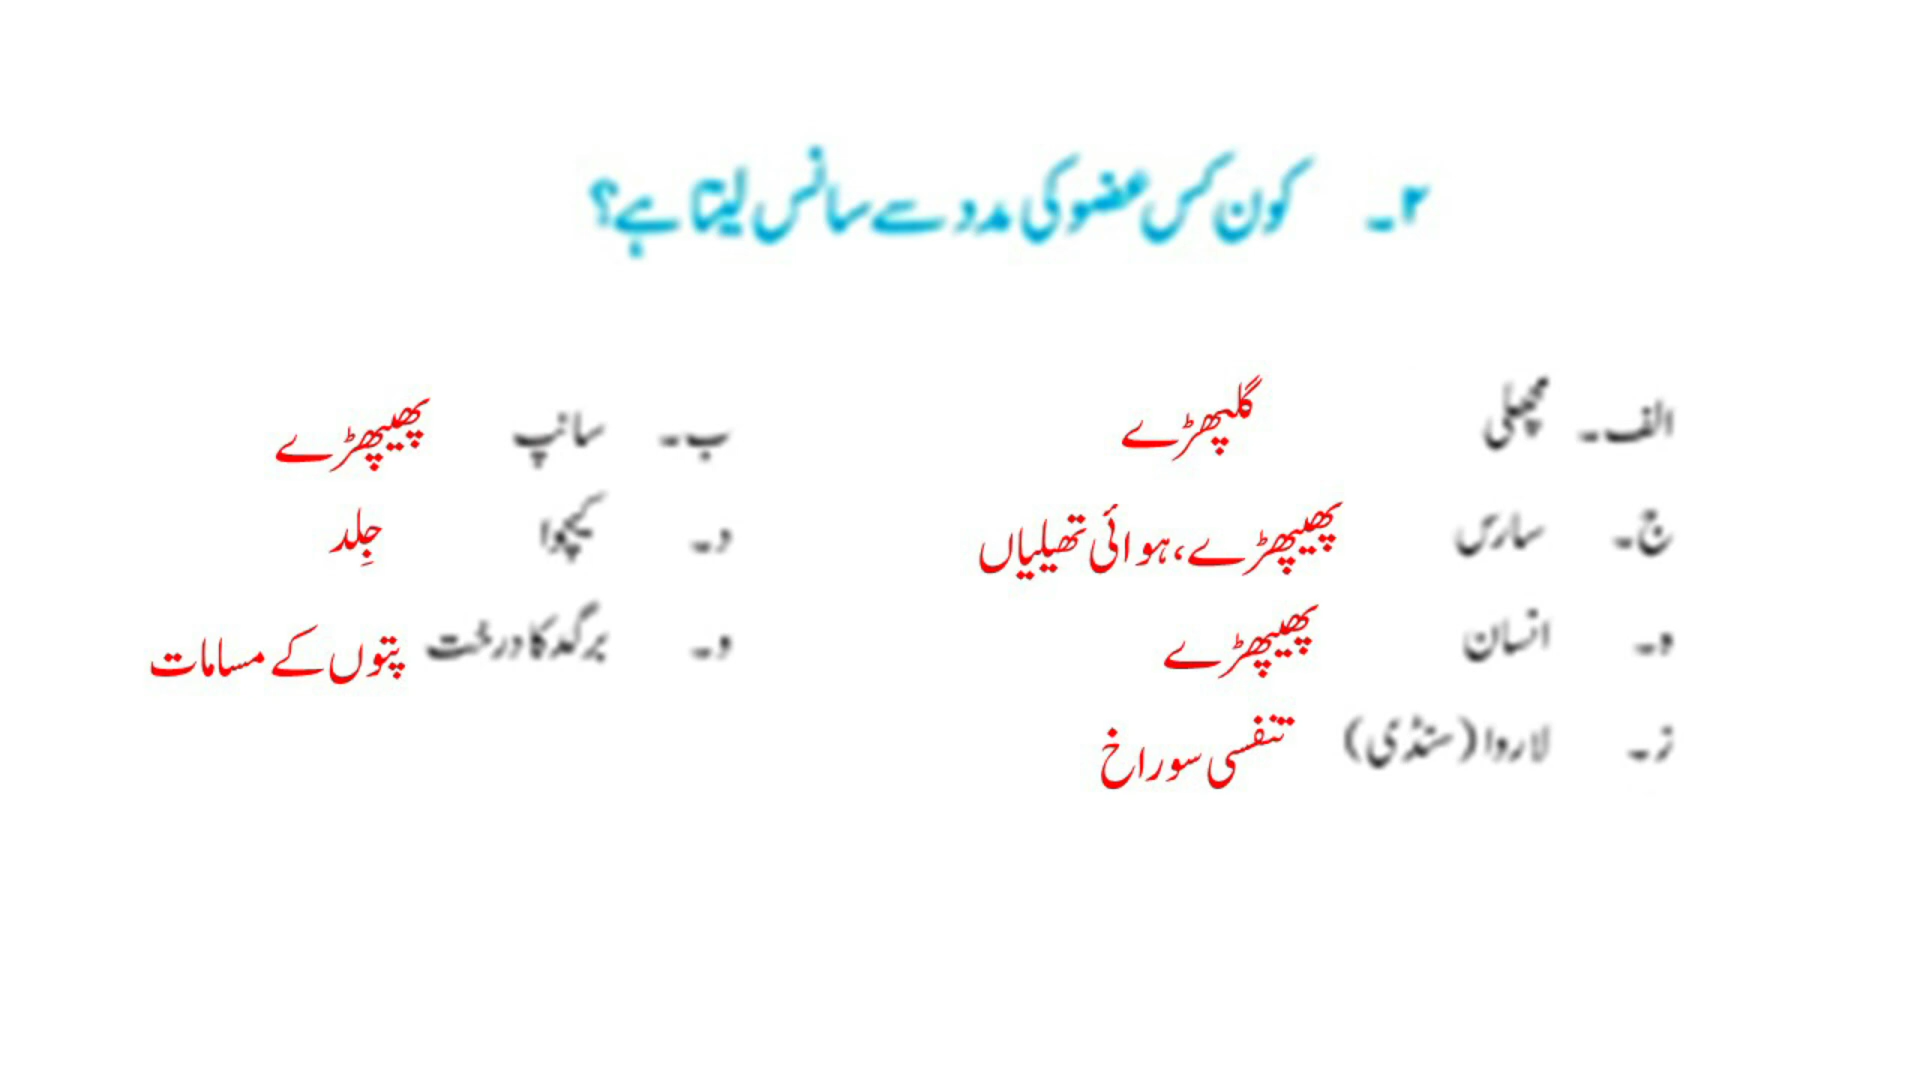 ۲۔ کون کس عضو کی مدد سے سانس لیتا ہے؟
الف۔ مچھلی گلپھڑے ب۔ سانپ پھیپھڑے
ج۔ سارس پھیپھڑے، ہوائی تھیلیاں د۔ کیچوا جِلد
ہ۔ انسان پھیپھڑے و۔ برگد کا درخت پتوں کے مسامات
ز۔ لاروا (سنڈی) تنفسی سوراخ